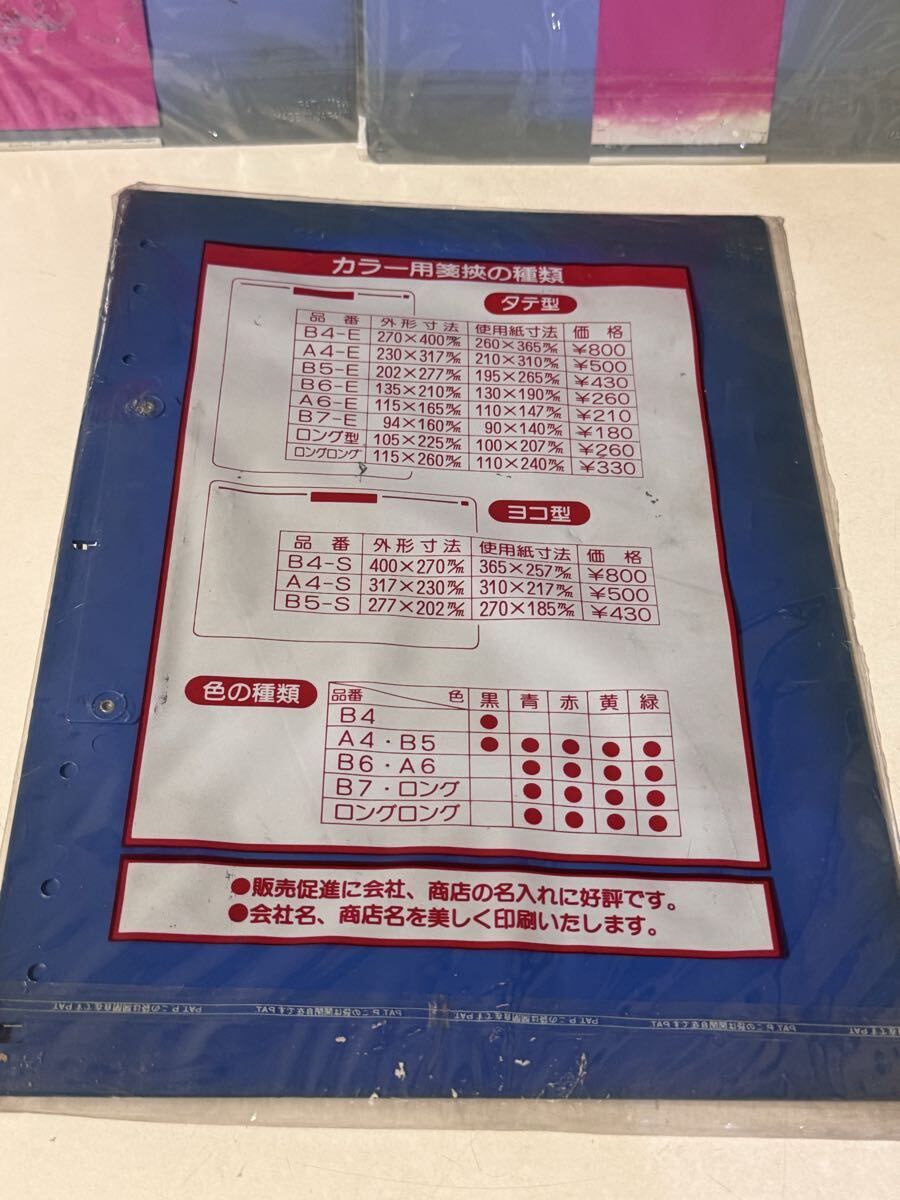 カラー用箋挾の種類
タテ型
品番 外形寸法 使用紙寸法 価格
B4-E 270×400㎜ 260×365㎜ ¥800
A4-E 230×317㎜ 210×310㎜ ¥500
B5-E 202×277㎜ 195×265㎜ ¥430
B6-E 135×210㎜ 130×190㎜ ¥260
A6-E 115×165㎜ 110×147㎜ ¥210
B7-E 94×160㎜ 90×140㎜ ¥180
ロング型 105×225㎜ 100×207㎜ ¥260
ロングロング 115×260㎜ 110×240㎜ ¥330
ヨコ型
品番 外形寸法 使用紙寸法 価格
B4-S 400×270㎜ 365×257㎜ ¥800
A4-S 317×230㎜ 310×217㎜ ¥500
B5-S 277×202㎜ 270×185㎜ ¥430
色の種類
品番 色 黒 青 赤 黄 緑
B4 ●
A4・B5 ● ● ● ● ●
B6・A6 ● ● ● ●
B7・ロング ● ● ● ●
ロングロング ● ● ● ●
●販売促進に会社、商店の名入れに好評です。
●会社名、商店名を美しく印刷いたします。